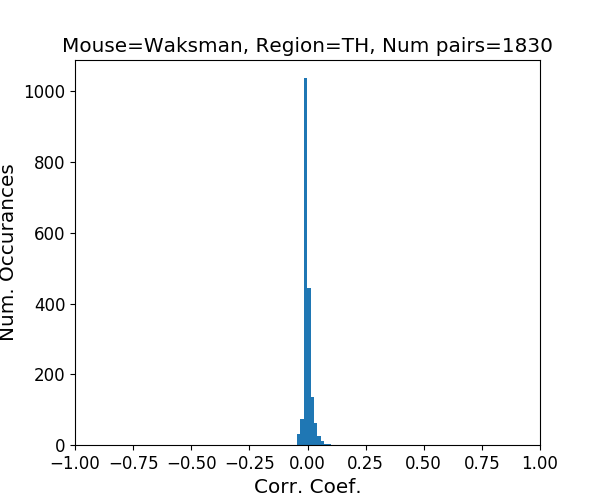 Mouse=Waksman, Region=TH, Num pairs=1830
Num. Occurances
1000
800
600
400
200
0
−1.00 −0.75 −0.50 −0.25 0.00 0.25 0.50 0.75 1.00
Corr. Coef.